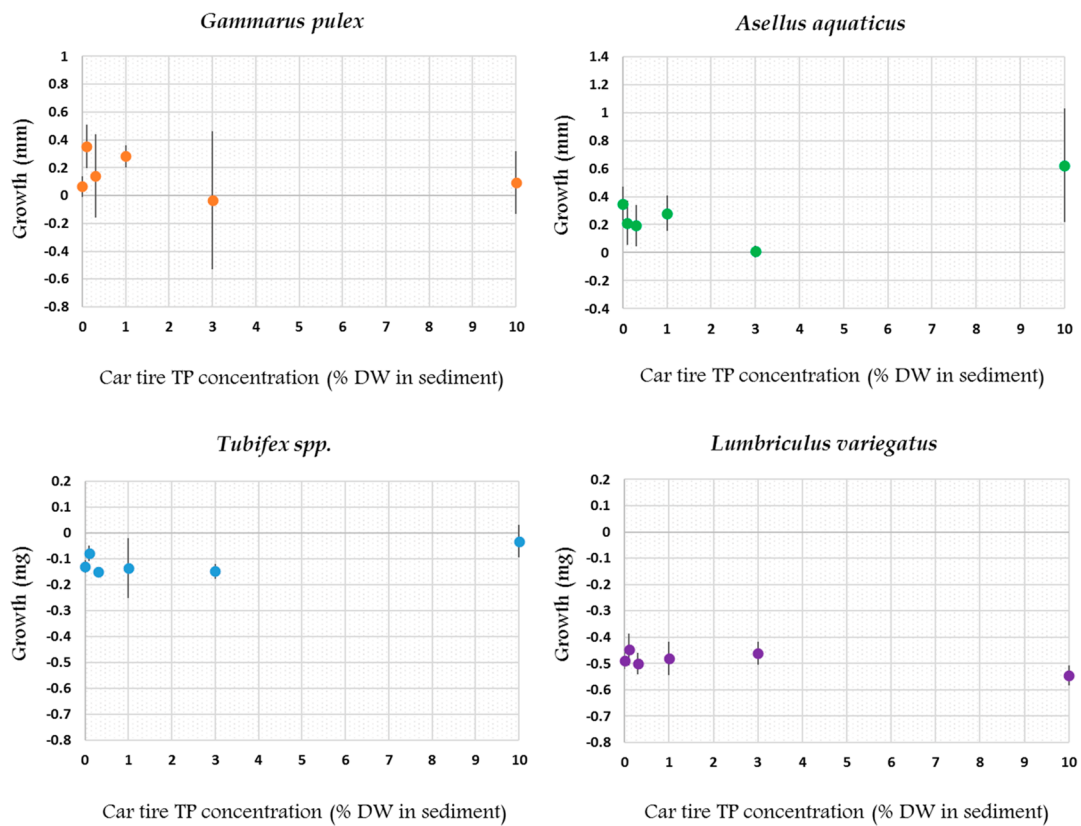 Gammarus pulex
1
0.8
0.6
0.4
0.2
0
-0.2
-0.4
-0.6
-0.8
Growth (mm)
0 1 2 3 4 5 6 7 8 9 10
Car tire TP concentration (% DW in sediment)
Asellus aquaticus
1.4
1.2
1
0.8
0.6
0.4
0.2
0
-0.2
-0.4
Growth (mm)
0 1 2 3 4 5 6 7 8 9 10
Car tire TP concentration (% DW in sediment)
Tubifex spp.
0.2
0.1
0
-0.1
-0.2
-0.3
-0.4
-0.5
-0.6
-0.7
-0.8
Growth (mg)
0 1 2 3 4 5 6 7 8 9 10
Car tire TP concentration (% DW in sediment)
Lumbriculus variegatus
0.2
0.1
0
-0.1
-0.2
-0.3
-0.4
-0.5
-0.6
-0.7
-0.8
Growth (mg)
0 1 2 3 4 5 6 7 8 9 10
Car tire TP concentration (% DW in sediment)